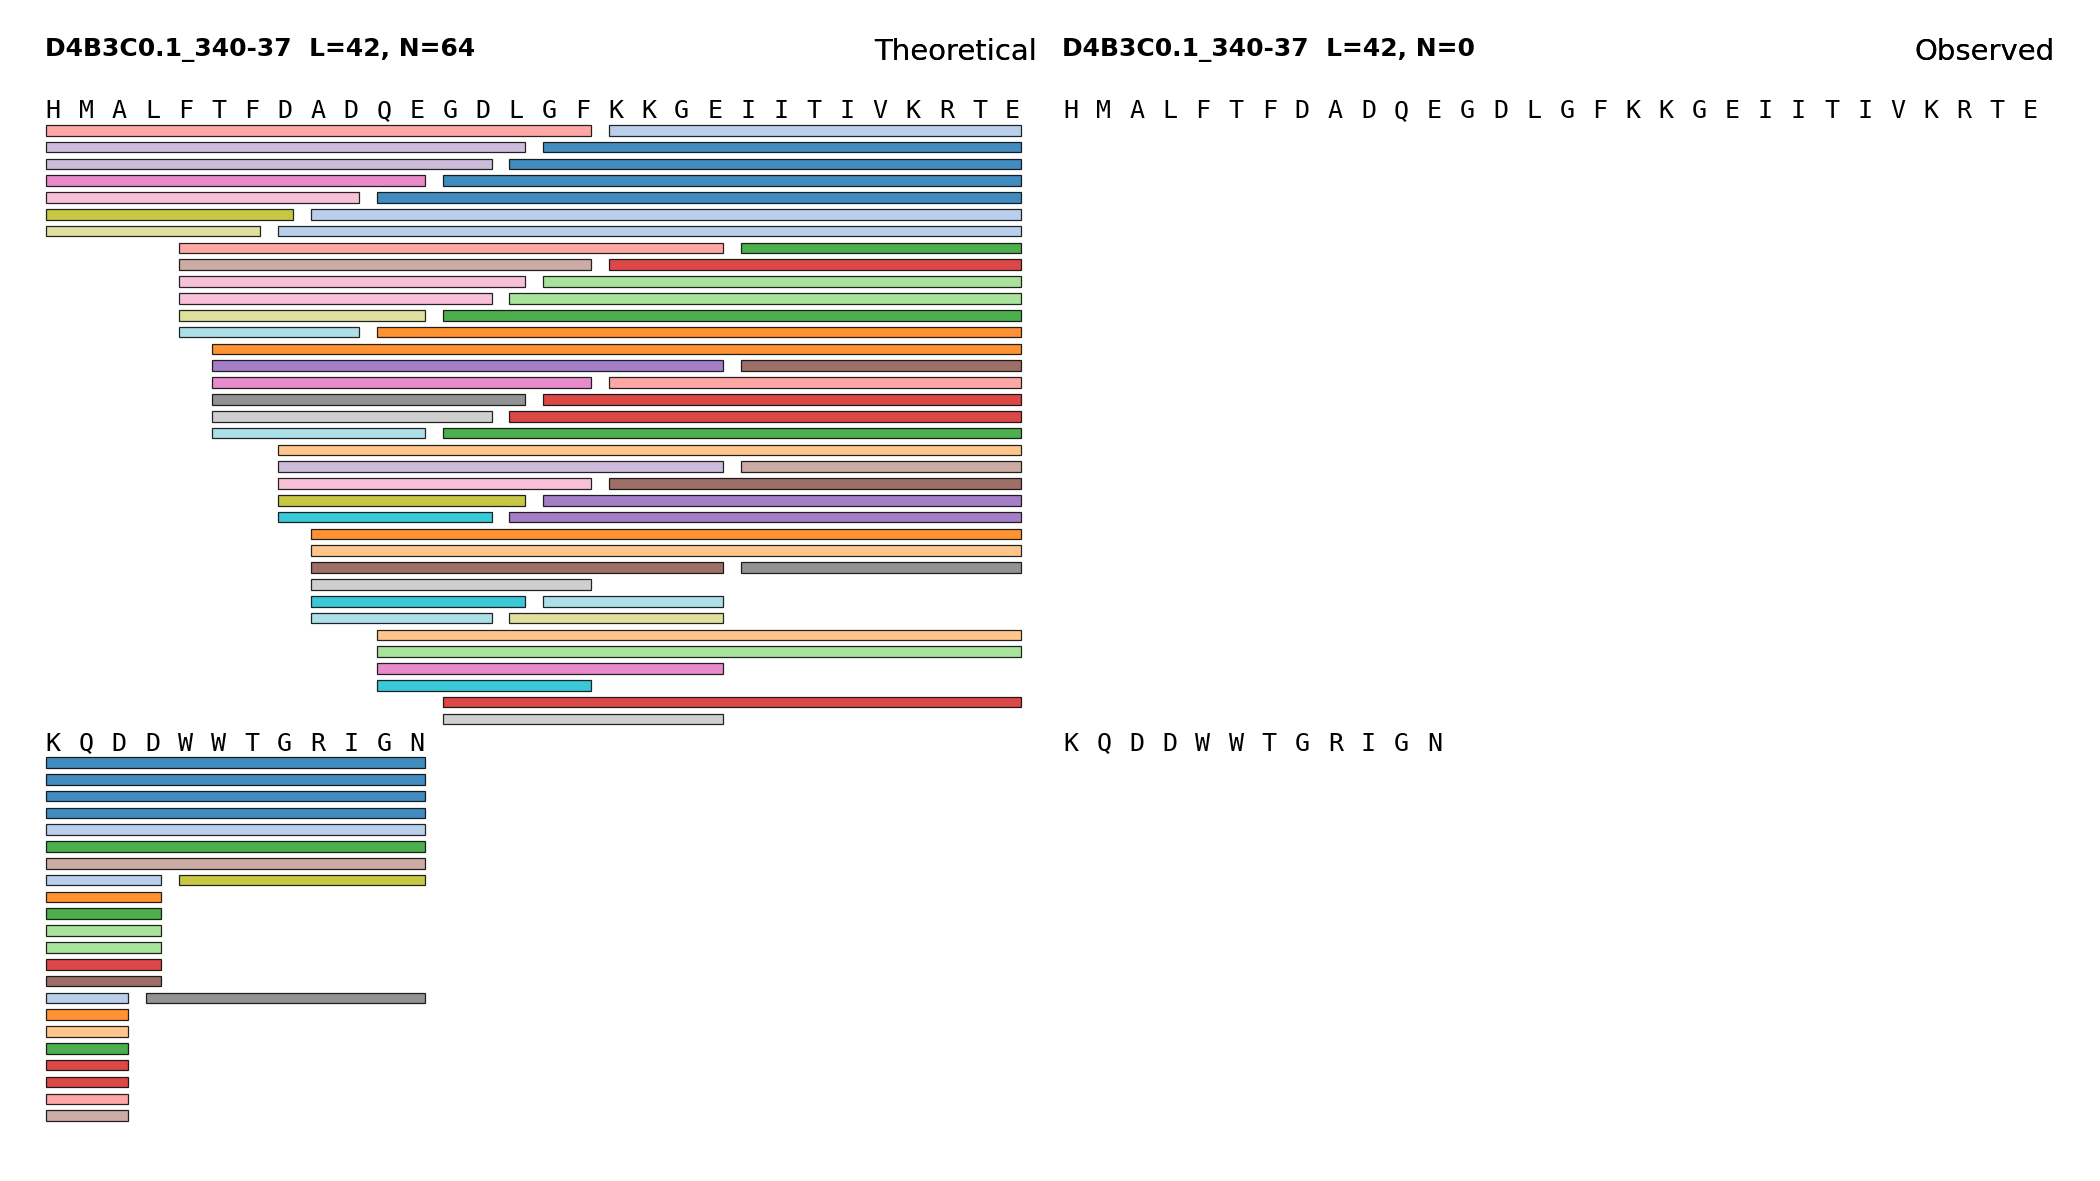 D4B3C0.1_340-37 L=42, N=64 Theoretical
H M A L F T F D A D Q E G D L G F K K G E I I T I V K R T E
K Q D D W W T G R I G N
D4B3C0.1_340-37 L=42, N=0 Observed
H M A L F T F D A D Q E G D L G F K K G E I I T I V K R T E
K Q D D W W T G R I G N